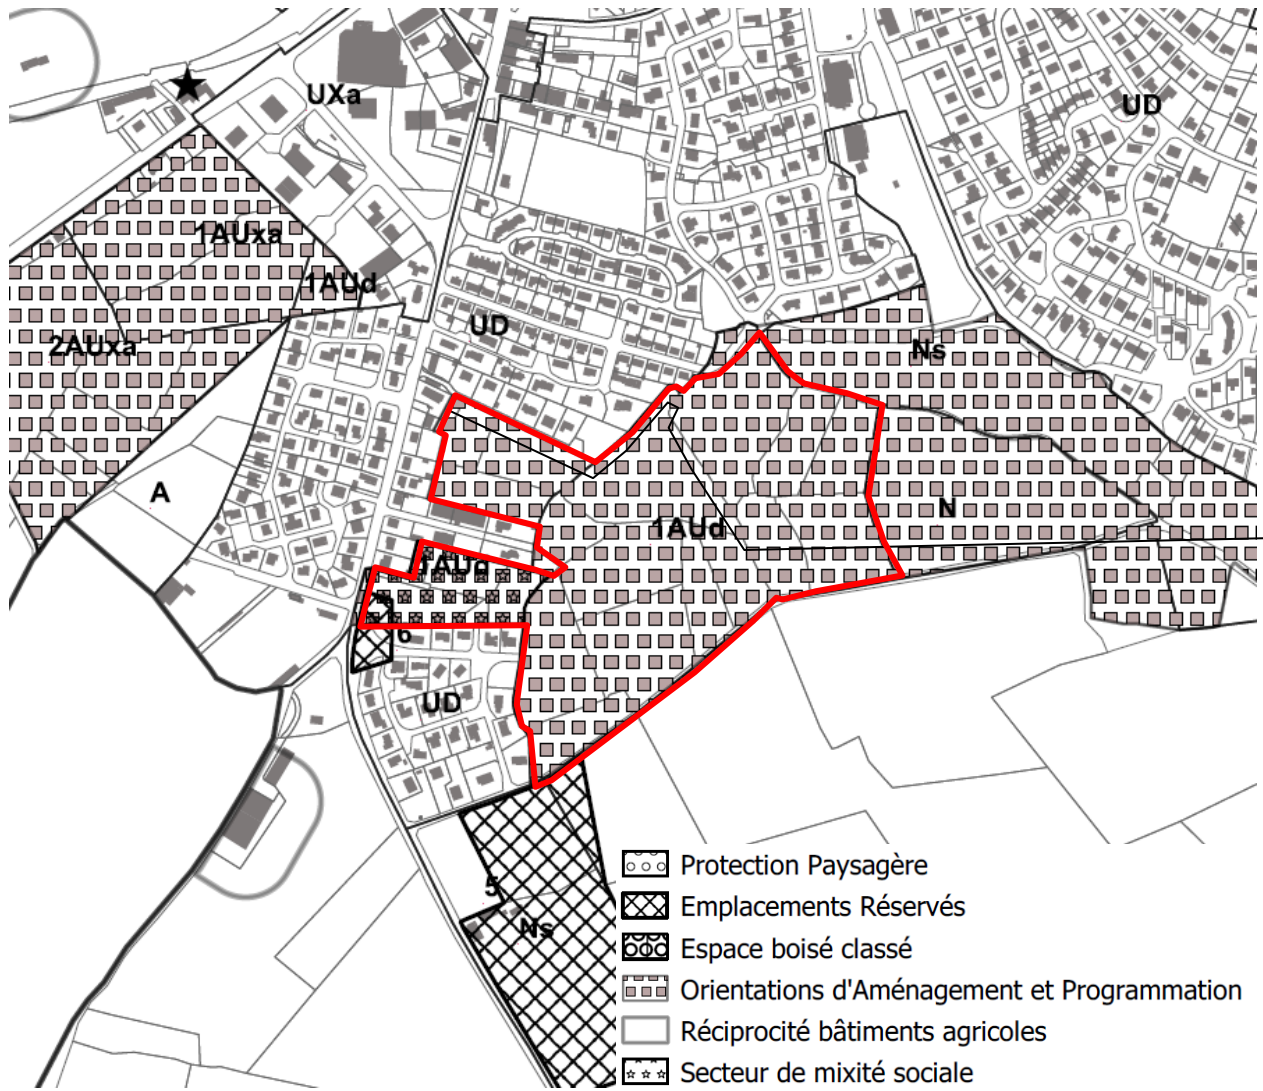 UXa
UD
1AUxa
1AUd
UD
2AUxa
Ns
A
N
1AUd
1AUd
6
UD
5
Ns
Protection Paysagère
Emplacements Réservés
Espace boisé classé
Orientations d'Aménagement et Programmation
Réciprocité bâtiments agricoles
Secteur de mixité sociale